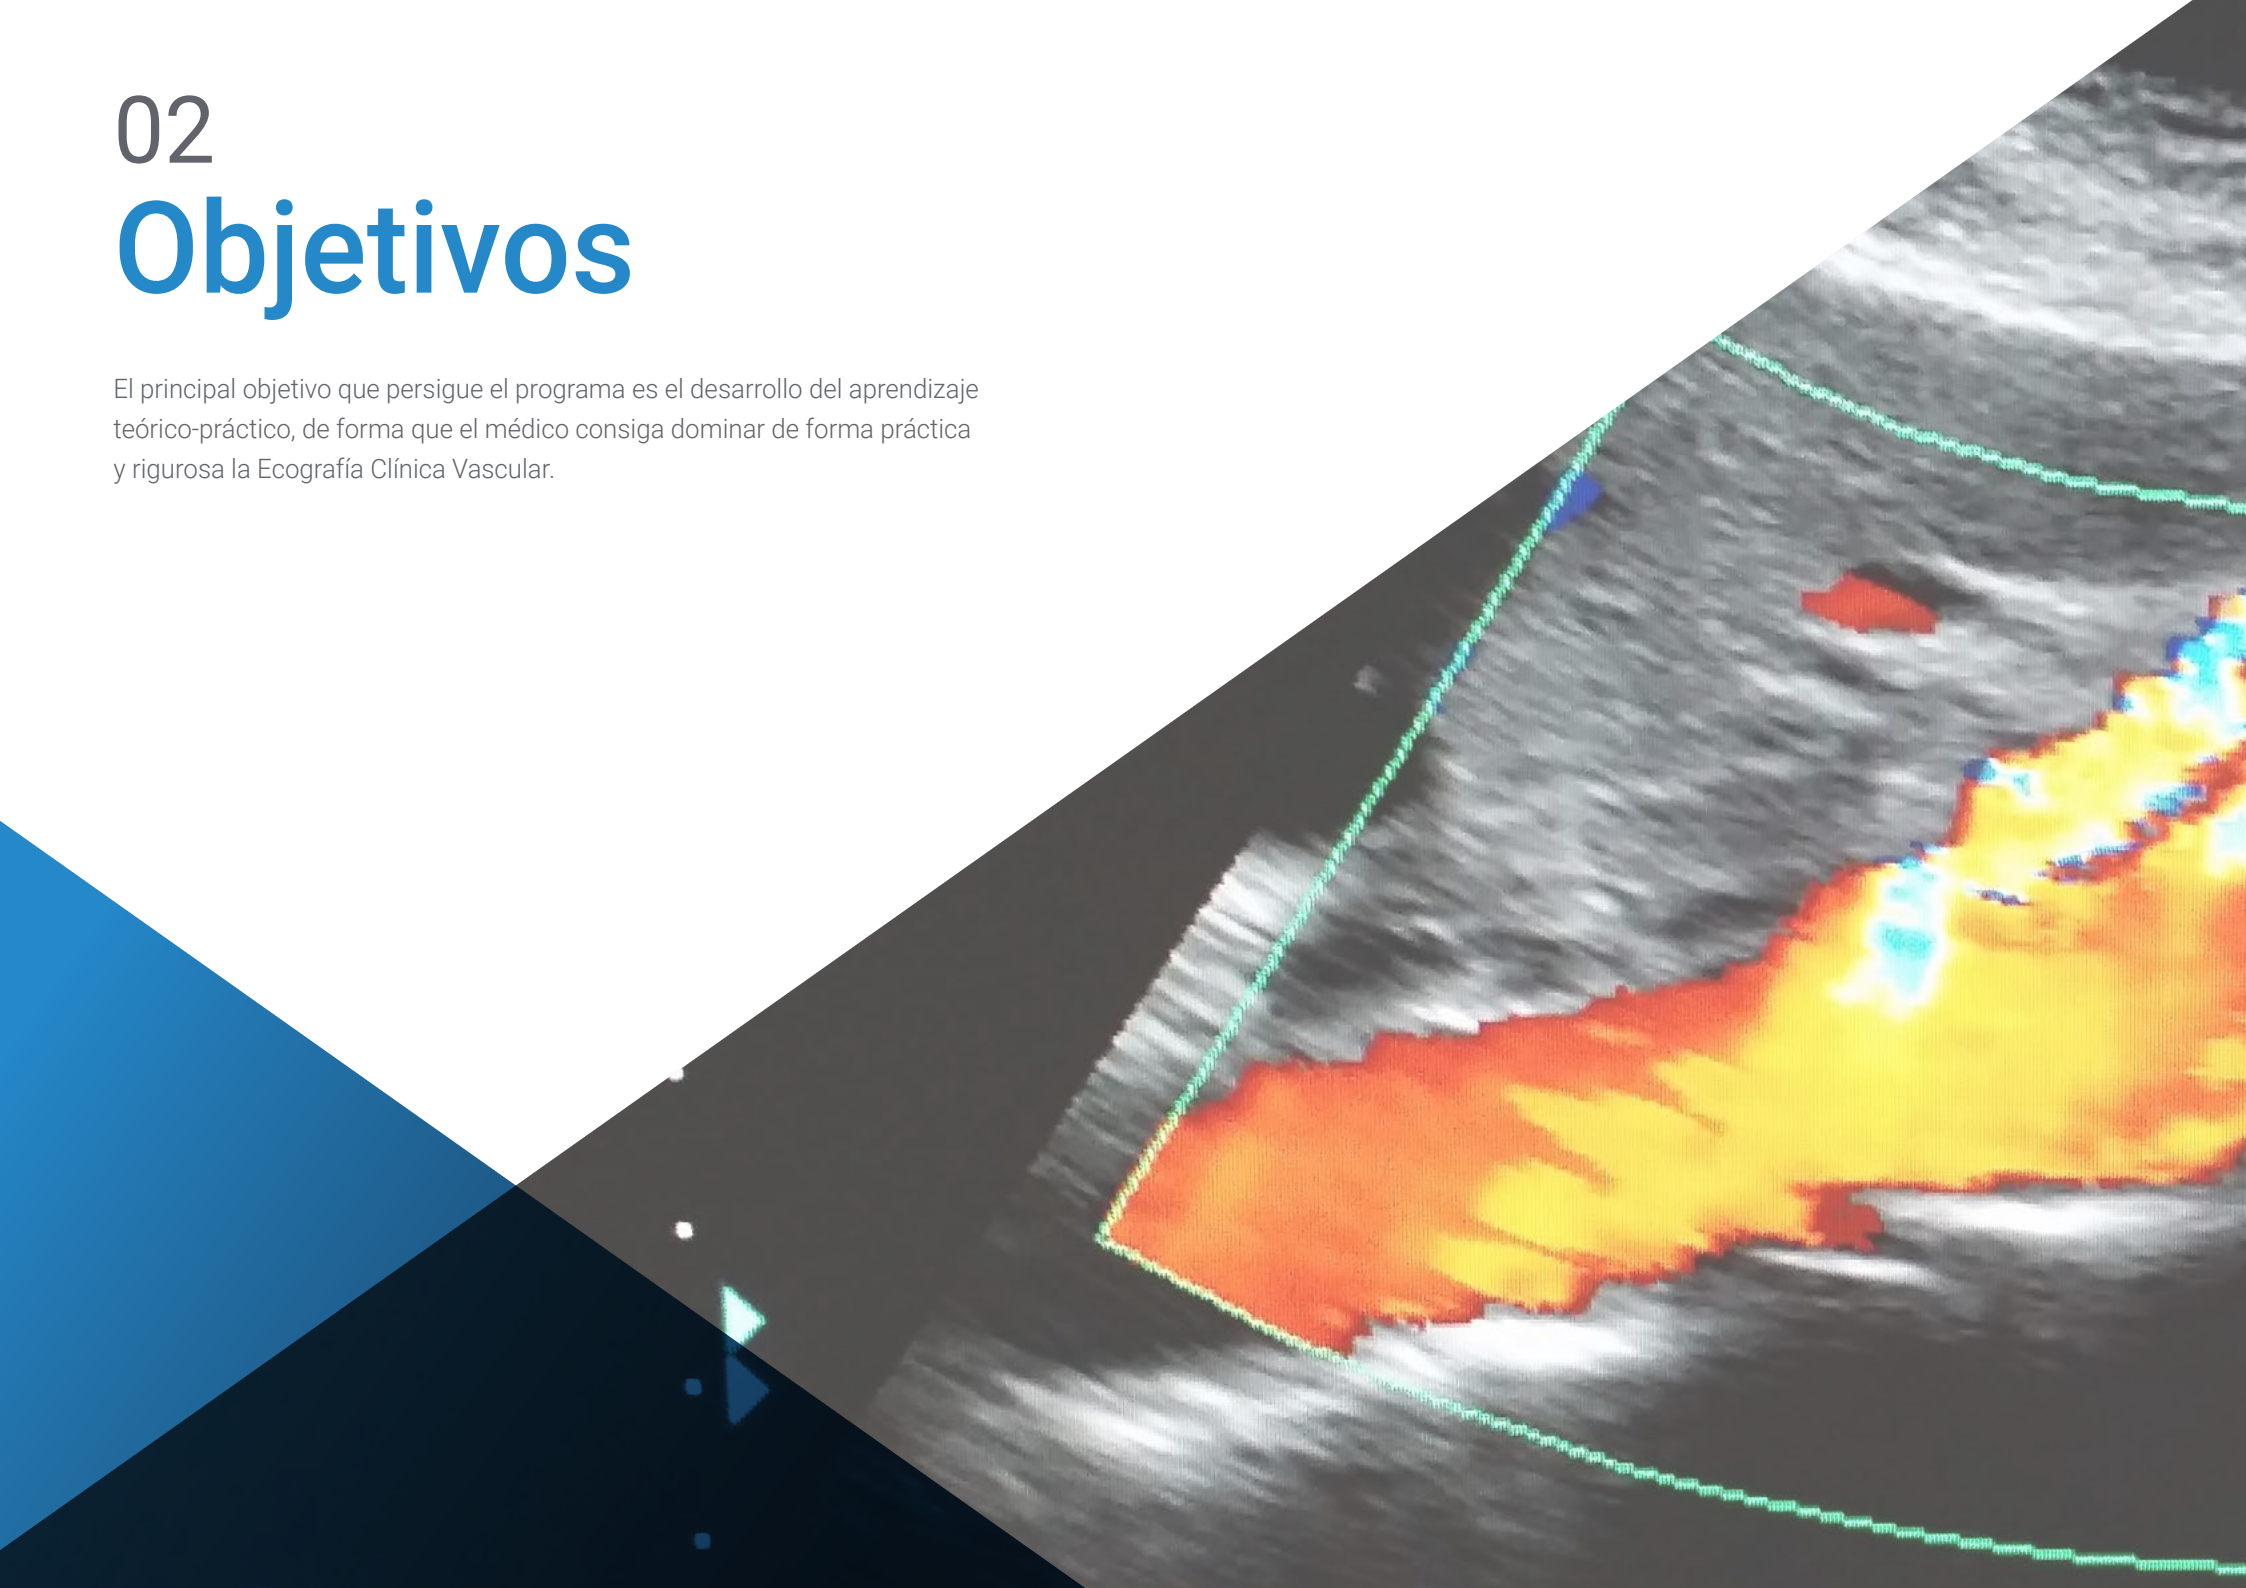 02
Objetivos
El principal objetivo que persigue el programa es el desarrollo del aprendizaje
teórico-práctico, de forma que el médico consiga dominar de forma práctica
y rigurosa la Ecografía Clínica Vascular.